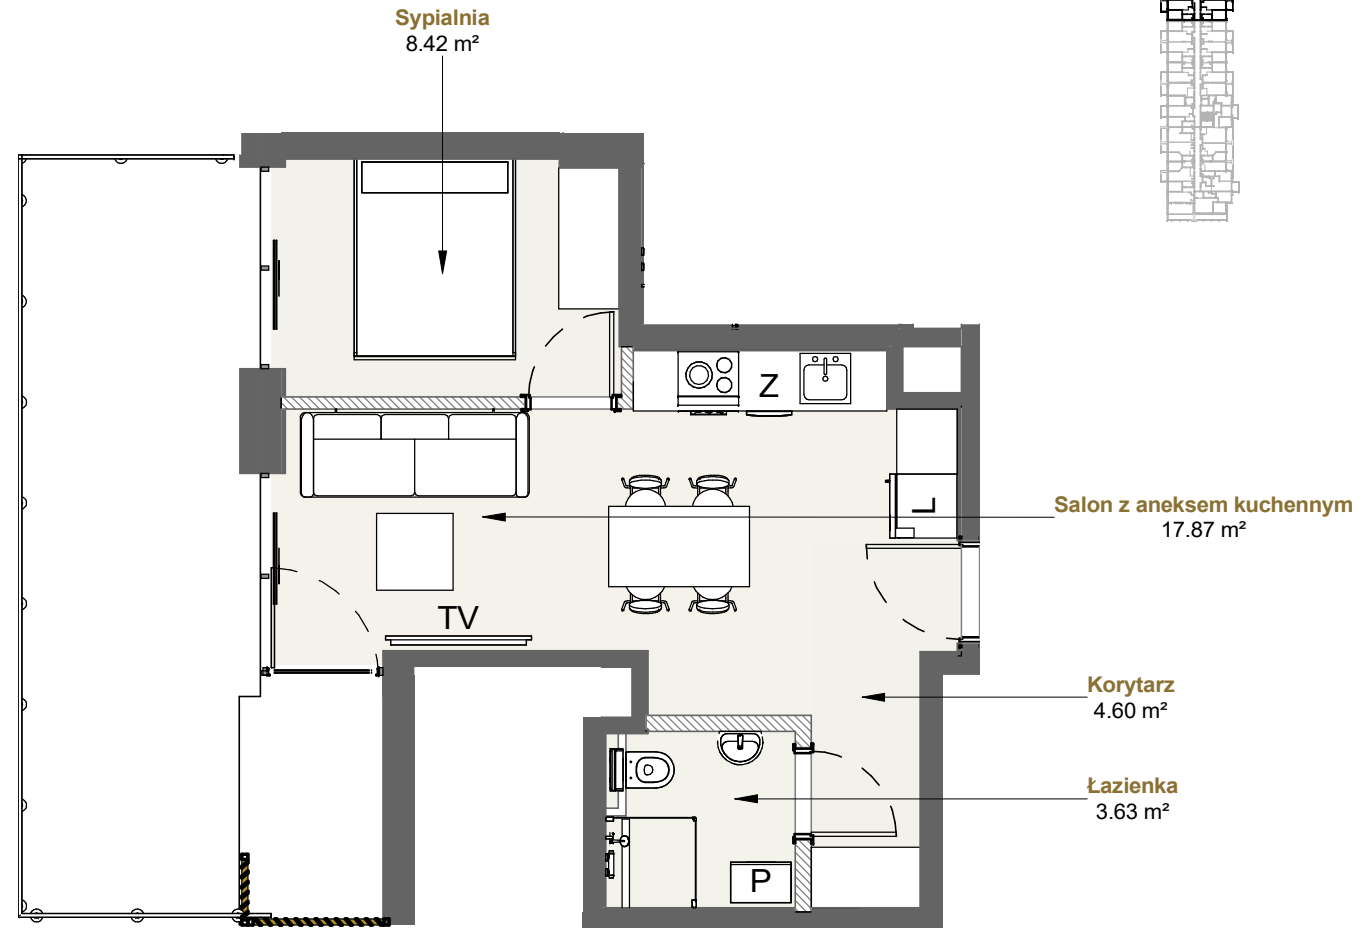 Sypialnia
8.42 m²
Z
L
Salon z aneksem kuchennym
17.87 m²
TV
Korytarz
4.60 m²
Łazienka
3.63 m²
P